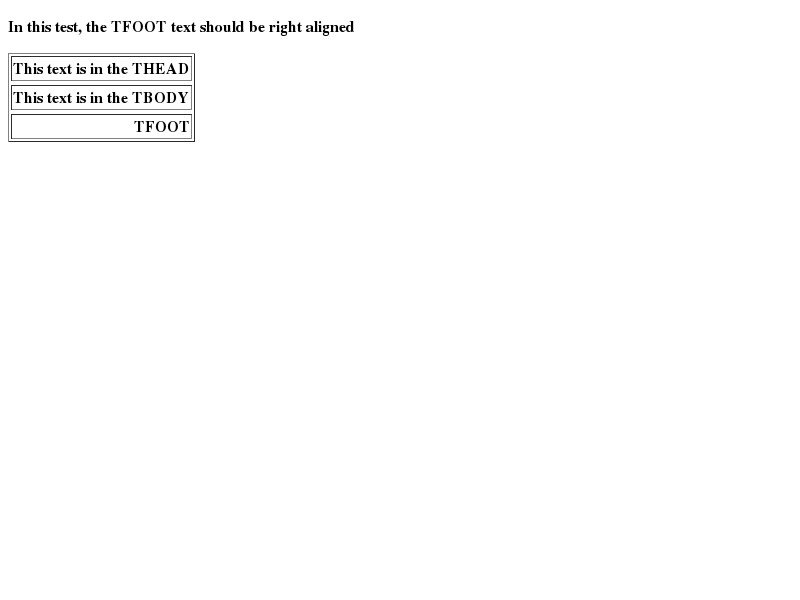 In this test, the TFOOT text should be right aligned
This text is in the THEAD
This text is in the TBODY
TFOOT